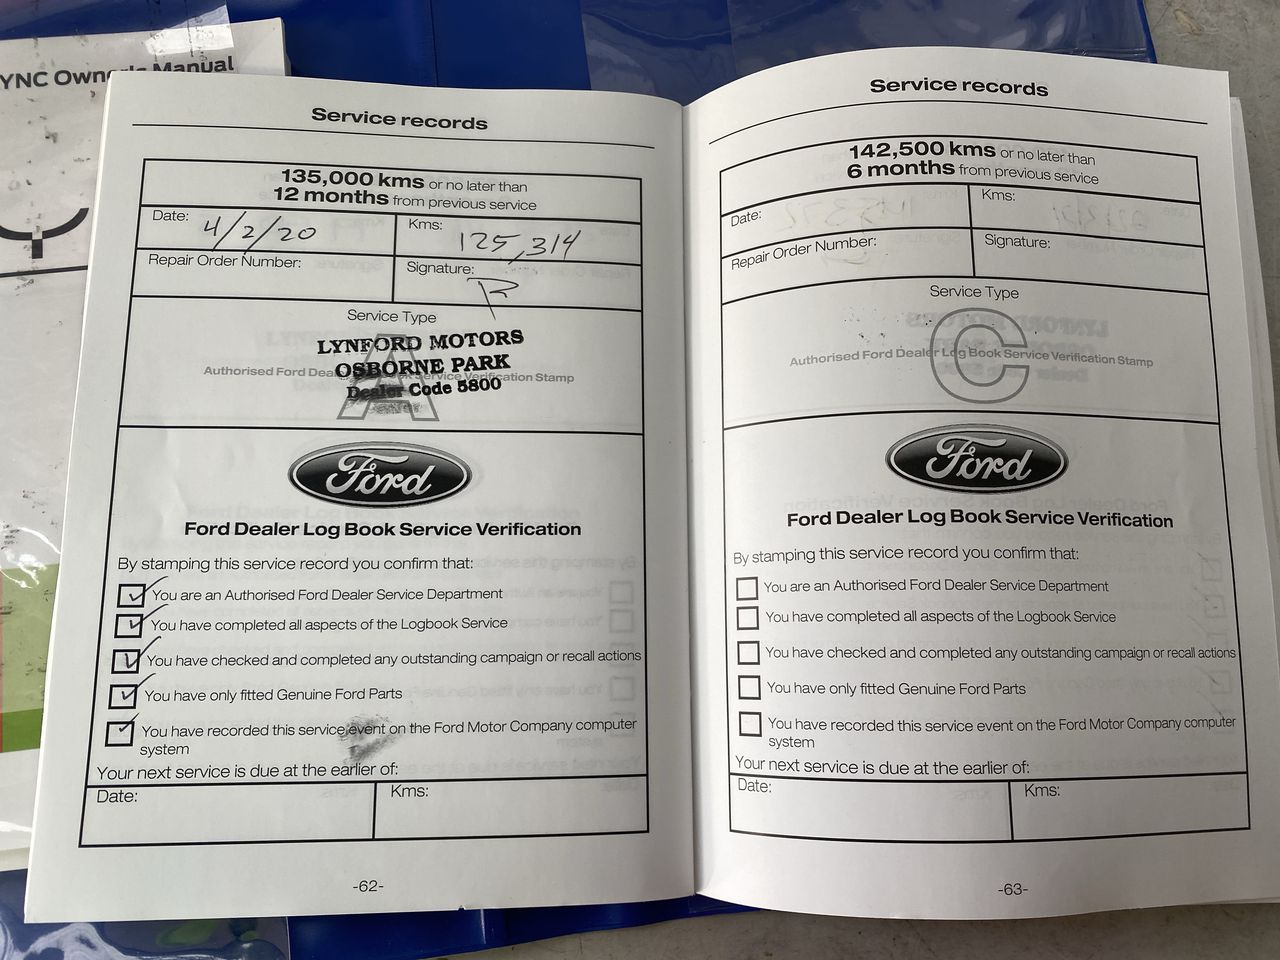 YNC Owner's Manual
Service records
135,000 kms or no later than
12 months from previous service
Date: 4/2/20
Kms: 125,314
Repair Order Number:
Signature:
Service Type
A
LYNFORD MOTORS
OSBORNE PARK
Authorised Ford Dealer Log Book Service Verification Stamp
Dealer Code 5800
Ford
Ford Dealer Log Book Service Verification
By stamping this service record you confirm that:
You are an Authorised Ford Dealer Service Department
You have completed all aspects of the Logbook Service
You have checked and completed any outstanding campaign or recall actions
You have only fitted Genuine Ford Parts
You have recorded this service event on the Ford Motor Company computer
system
Your next service is due at the earlier of:
Date:
Kms:
-62-
Service records
142,500 kms or no later than
6 months from previous service
Date:
Kms:
Repair Order Number:
Signature:
Service Type
C
Authorised Ford Dealer Log Book Service Verification Stamp
Ford
Ford Dealer Log Book Service Verification
By stamping this service record you confirm that:
You are an Authorised Ford Dealer Service Department
You have completed all aspects of the Logbook Service
You have checked and completed any outstanding campaign or recall actions
You have only fitted Genuine Ford Parts
You have recorded this service event on the Ford Motor Company computer
system
Your next service is due at the earlier of:
Date:
Kms:
-63-